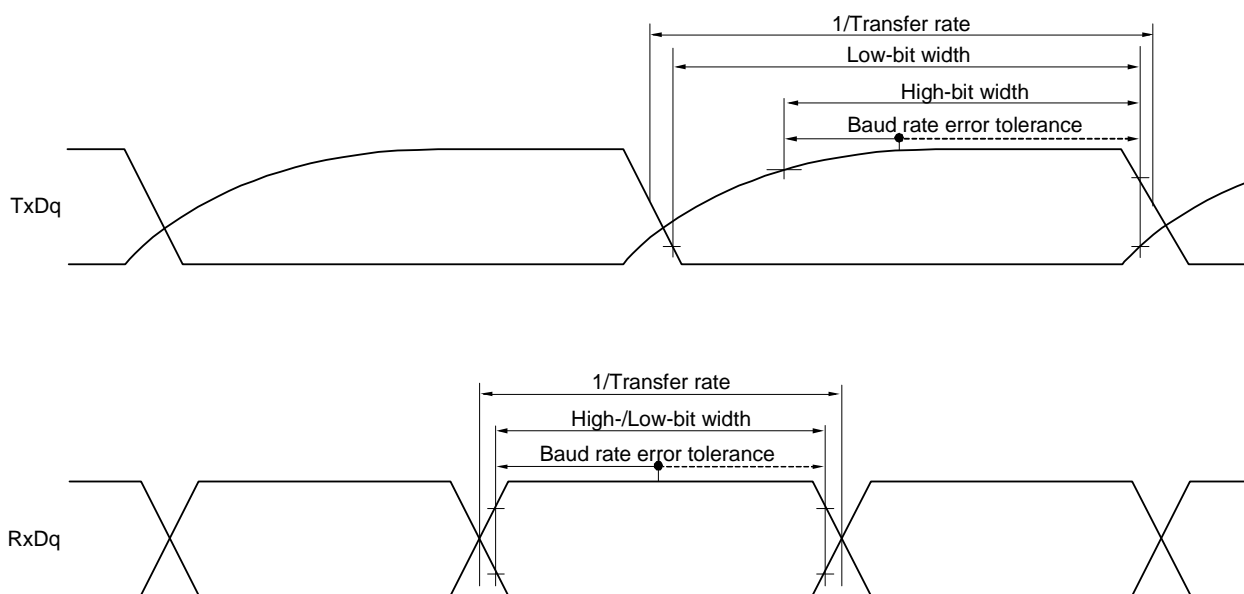 1/Transfer rate
Low-bit width
High-bit width
Baud rate error tolerance
TxDq
1/Transfer rate
High-/Low-bit width
Baud rate error tolerance
RxDq